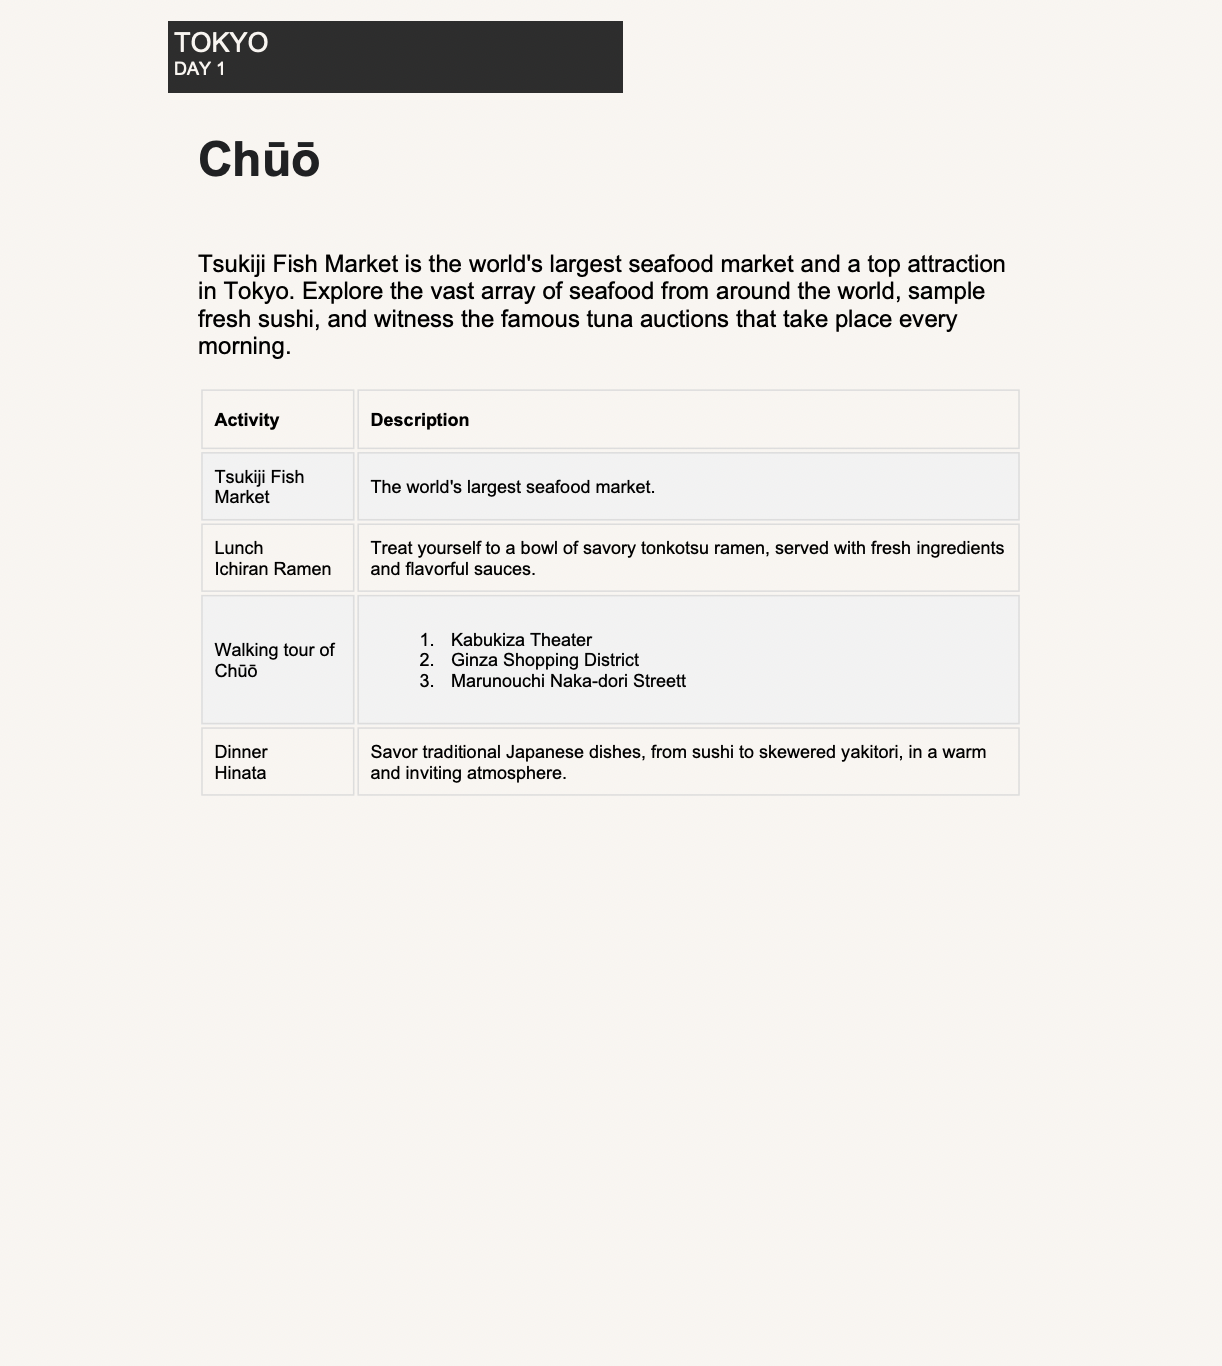 TOKYO
DAY 1
Chūō
Tsukiji Fish Market is the world's largest seafood market and a top attraction
in Tokyo. Explore the vast array of seafood from around the world, sample
fresh sushi, and witness the famous tuna auctions that take place every
morning.
Activity
Description
Tsukiji Fish
Market
The world's largest seafood market.
Lunch
Ichiran Ramen
Treat yourself to a bowl of savory tonkotsu ramen, served with fresh ingredients
and flavorful sauces.
Walking tour of
Chūō
1. Kabukiza Theater
2. Ginza Shopping District
3. Marunouchi Naka-dori Streett
Dinner
Hinata
Savor traditional Japanese dishes, from sushi to skewered yakitori, in a warm
and inviting atmosphere.